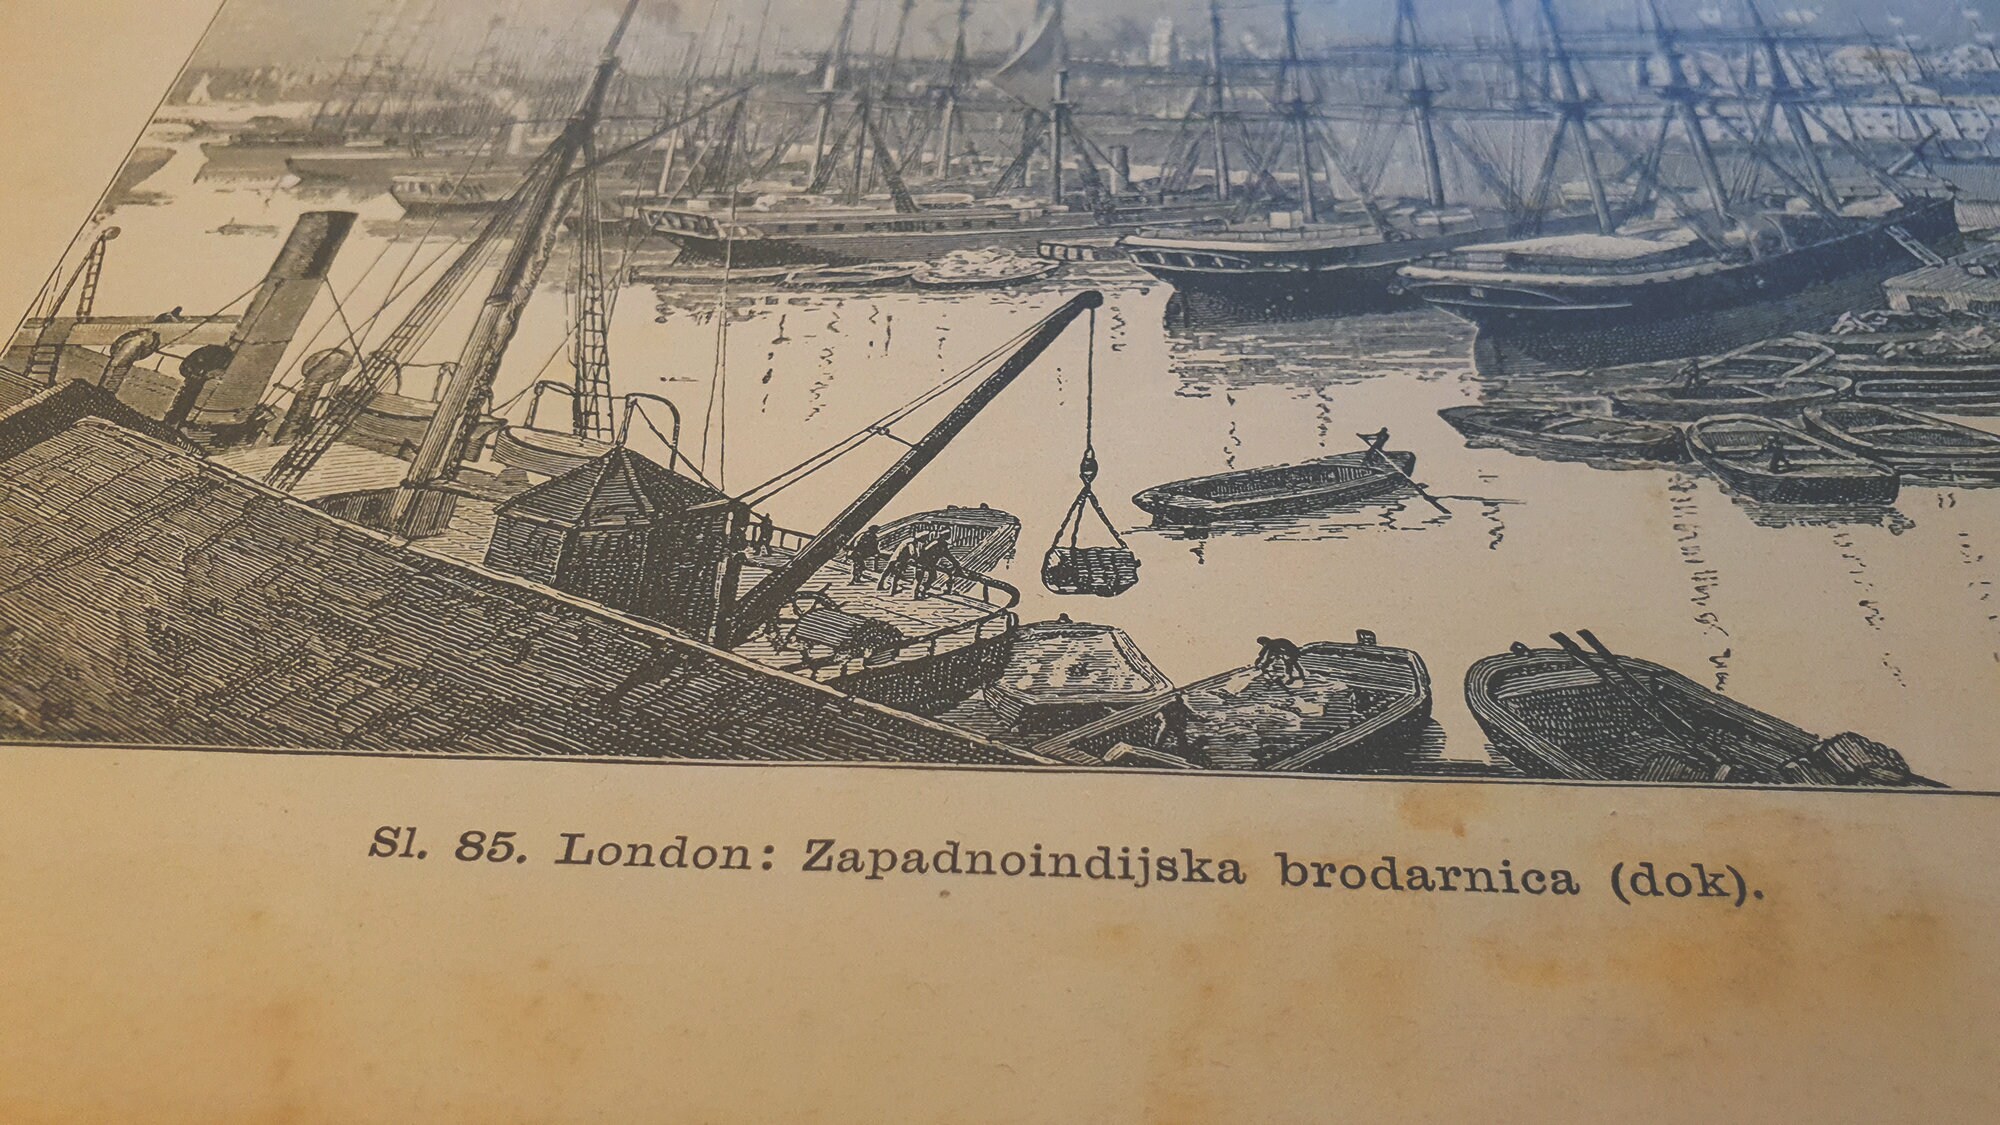 Sl. 85. London: Zapadnoindijska brodarnica (dok).